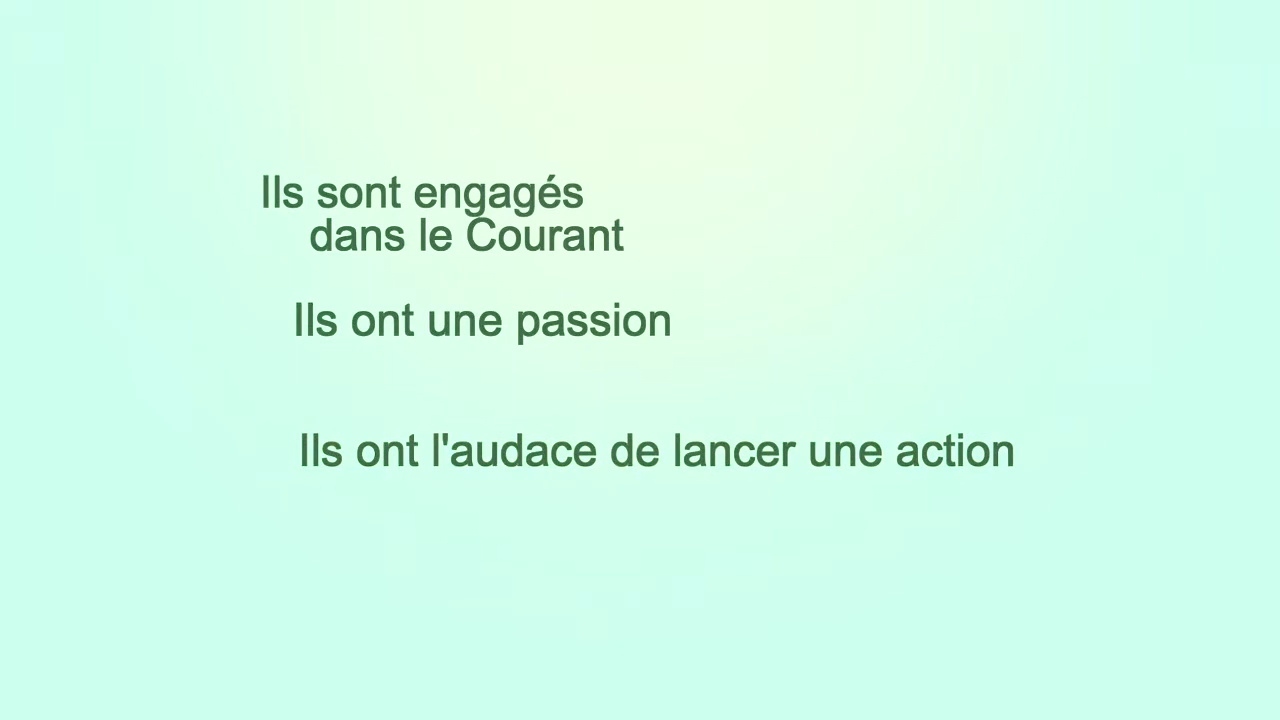 Ils sont engagés
dans le Courant
Ils ont une passion
Ils ont l'audace de lancer une action